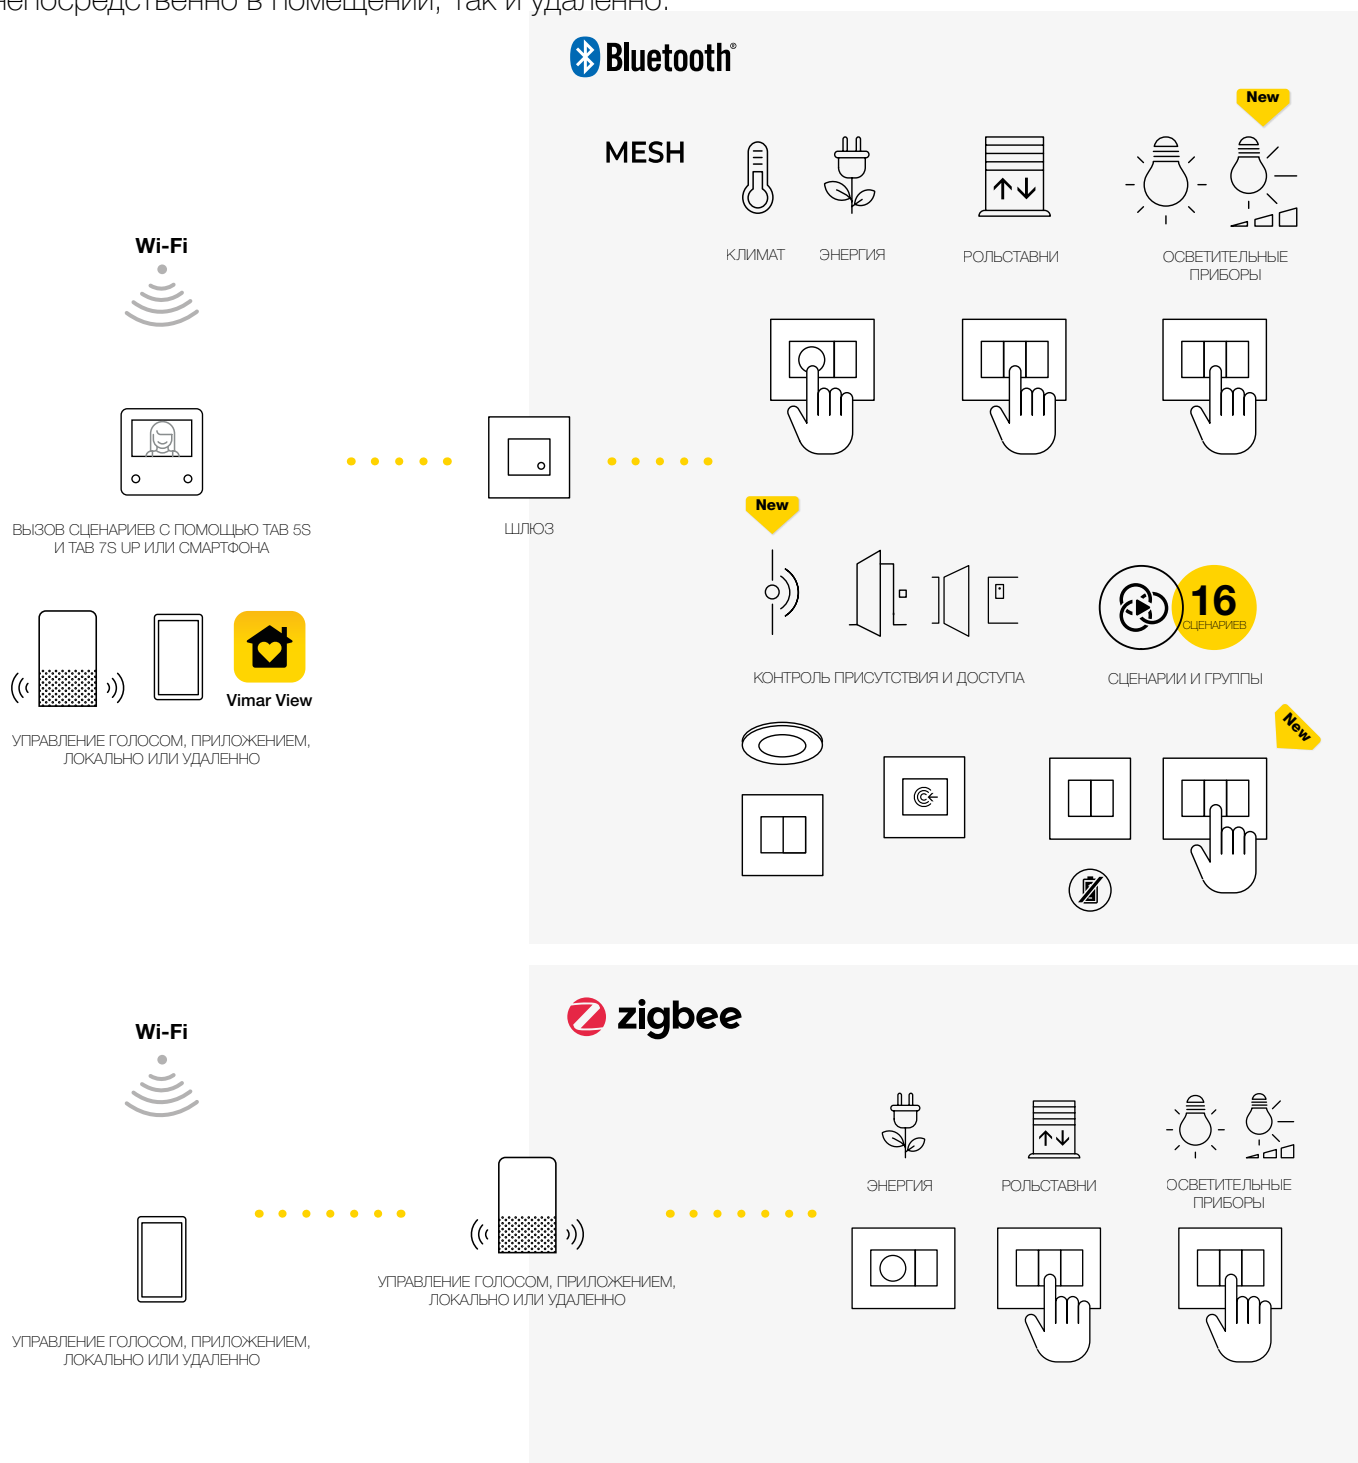 непосредственно в помещении, так и удаленно.
Bluetooth®
New
MESH
КЛИМАТ
ЭНЕРГИЯ
РОЛЬСТАВНИ
ОСВЕТИТЕЛЬНЫЕ
ПРИБОРЫ
Wi-Fi
ВЫЗОВ СЦЕНАРИЕВ С ПОМОЩЬЮ TAB 5S
И TAB 7S UP ИЛИ СМАРТФОНА
ШЛЮЗ
New
16
СЦЕНАРИЕВ
КОНТРОЛЬ ПРИСУТСТВИЯ И ДОСТУПА
СЦЕНАРИИ И ГРУППЫ
Vimar View
УПРАВЛЕНИЕ ГОЛОСОМ, ПРИЛОЖЕНИЕМ,
ЛОКАЛЬНО ИЛИ УДАЛЕННО
New
zigbee
Wi-Fi
ЭНЕРГИЯ
РОЛЬСТАВНИ
ОСВЕТИТЕЛЬНЫЕ
ПРИБОРЫ
УПРАВЛЕНИЕ ГОЛОСОМ, ПРИЛОЖЕНИЕМ,
ЛОКАЛЬНО ИЛИ УДАЛЕННО
УПРАВЛЕНИЕ ГОЛОСОМ, ПРИЛОЖЕНИЕМ,
ЛОКАЛЬНО ИЛИ УДАЛЕННО